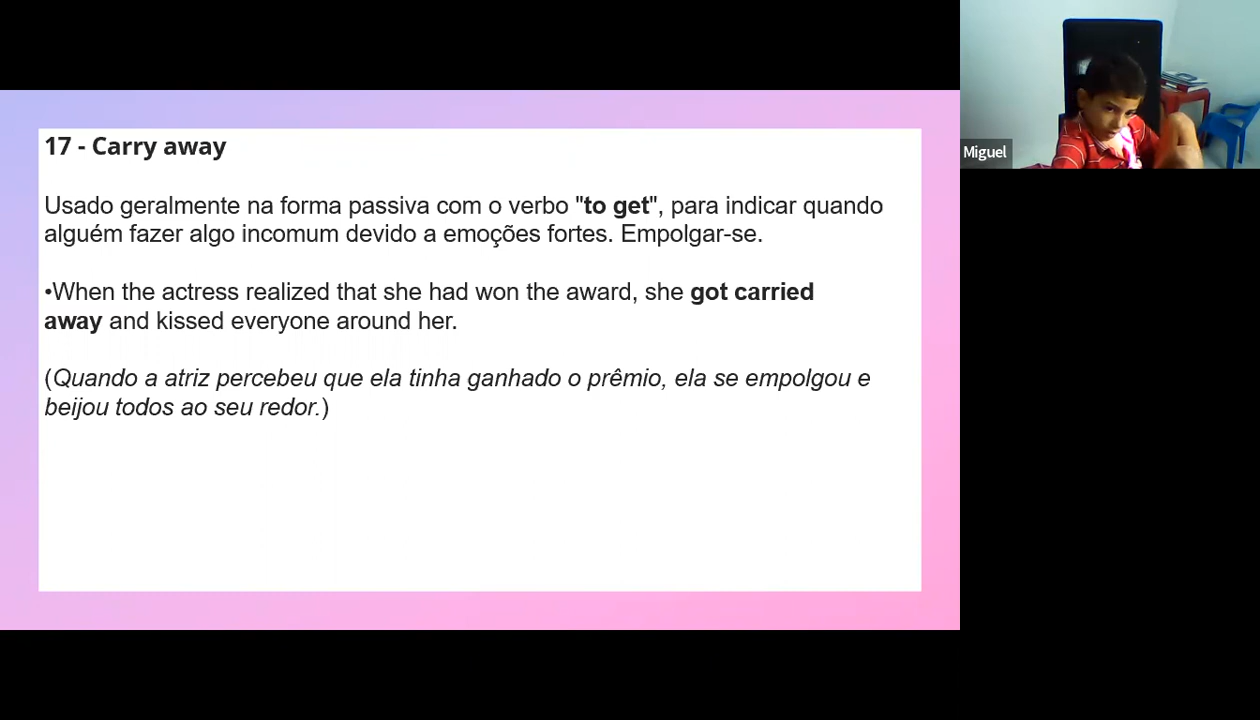 17 - Carry away
Usado geralmente na forma passiva com o verbo "to get", para indicar quando
alguém fazer algo incomum devido a emoções fortes. Empolgar-se.
•When the actress realized that she had won the award, she got carried
away and kissed everyone around her.
(Quando a atriz percebeu que ela tinha ganhado o prêmio, ela se empolgou e
beijou todos ao seu redor.)
Miguel